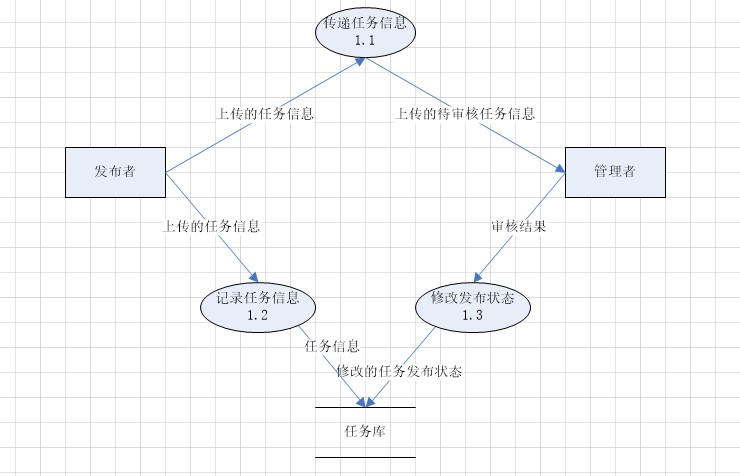 传递任务信息
1.1
上传的任务信息
上传的待审核任务信息
发布者
管理者
上传的任务信息
审核结果
记录任务信息
1.2
修改发布状态
1.3
任务信息
修改的任务发布状态
任务库